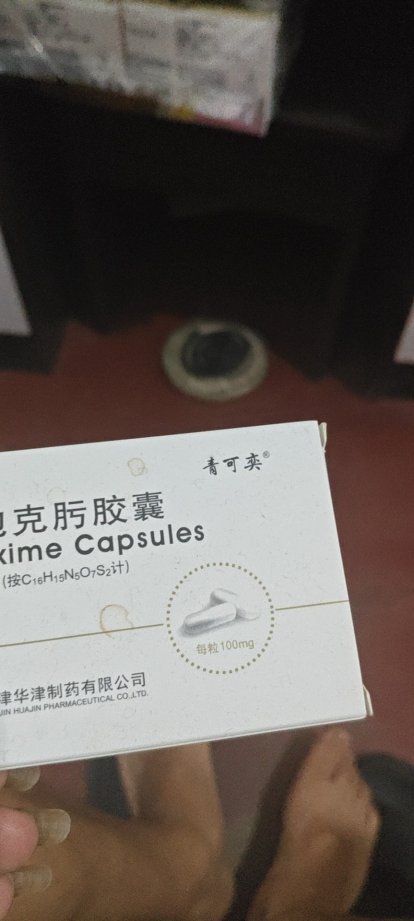 青可奕®
克肟胶囊
xime Capsules
(按C₁₆H₁₅N₅O₇S₂计)
每粒100mg
津华津制药有限公司
JIN HUAJIN PHARMACEUTICAL CO.,LTD.